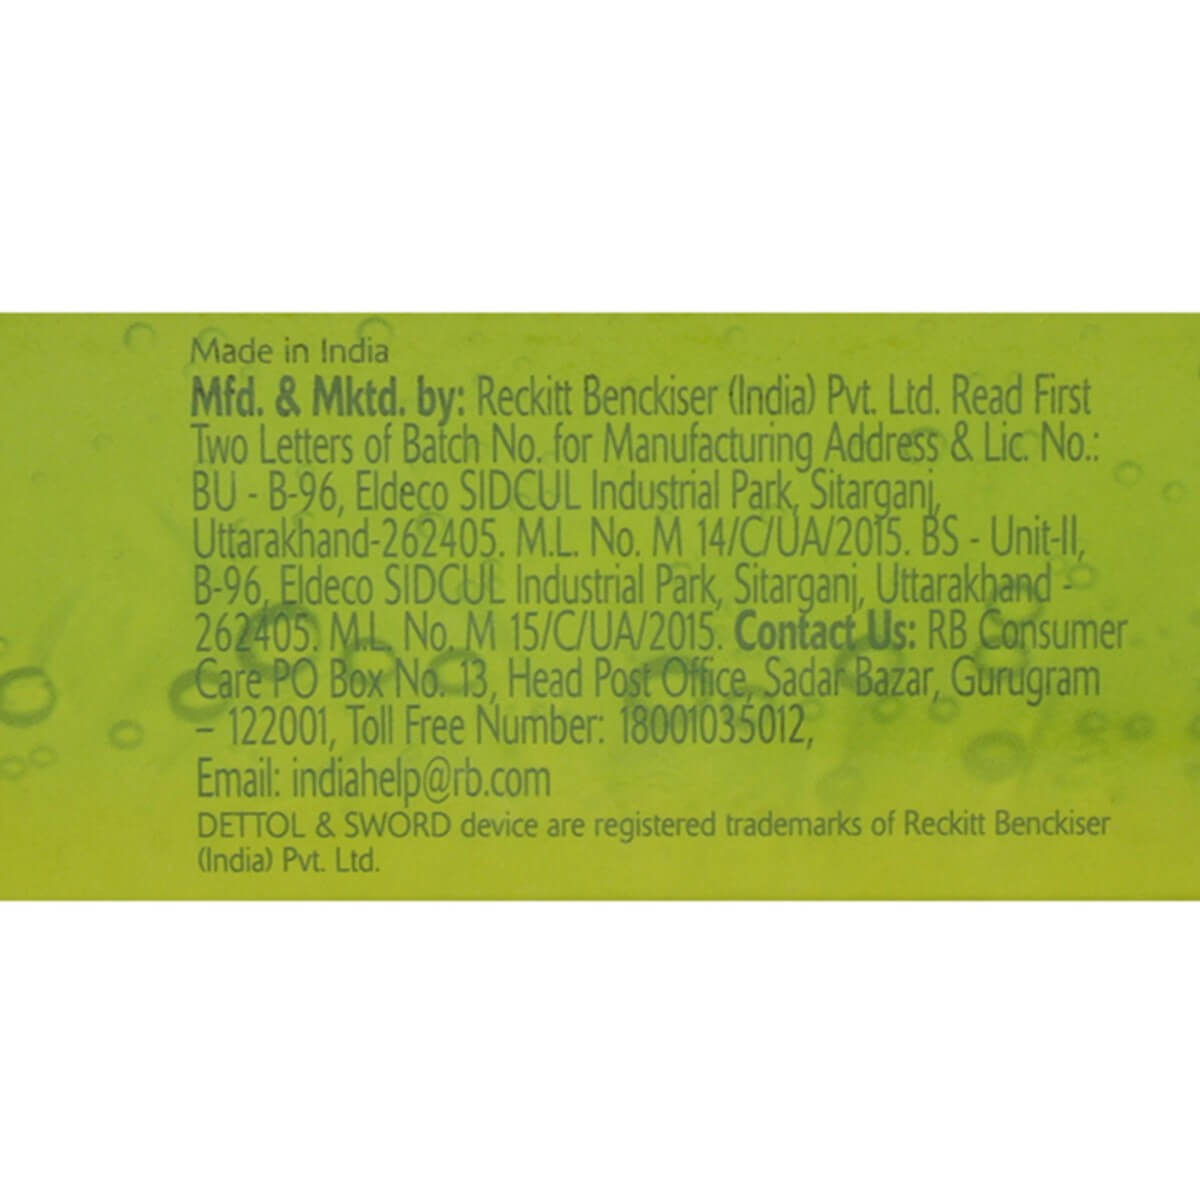 Made in India
Mfd. & Mktd. by: Reckitt Benckiser (India) Pvt. Ltd. Read First
Two Letters of Batch No. for Manufacturing Address & Lic. No.:
BU - B-96, Eldeco SIDCUL Industrial Park, Sitarganj,
Uttarakhand-262405. M.L. No. M 14/C/UA/2015. BS - Unit-II,
B-96, Eldeco SIDCUL Industrial Park, Sitarganj, Uttarakhand -
262405. M.L. No. M 15/C/UA/2015. Contact Us: RB Consumer
Care PO Box No. 13, Head Post Office, Sadar Bazar, Gurugram
– 122001, Toll Free Number: 18001035012,
Email: indiahelp@rb.com
DETTOL & SWORD device are registered trademarks of Reckitt Benckiser
(India) Pvt. Ltd.